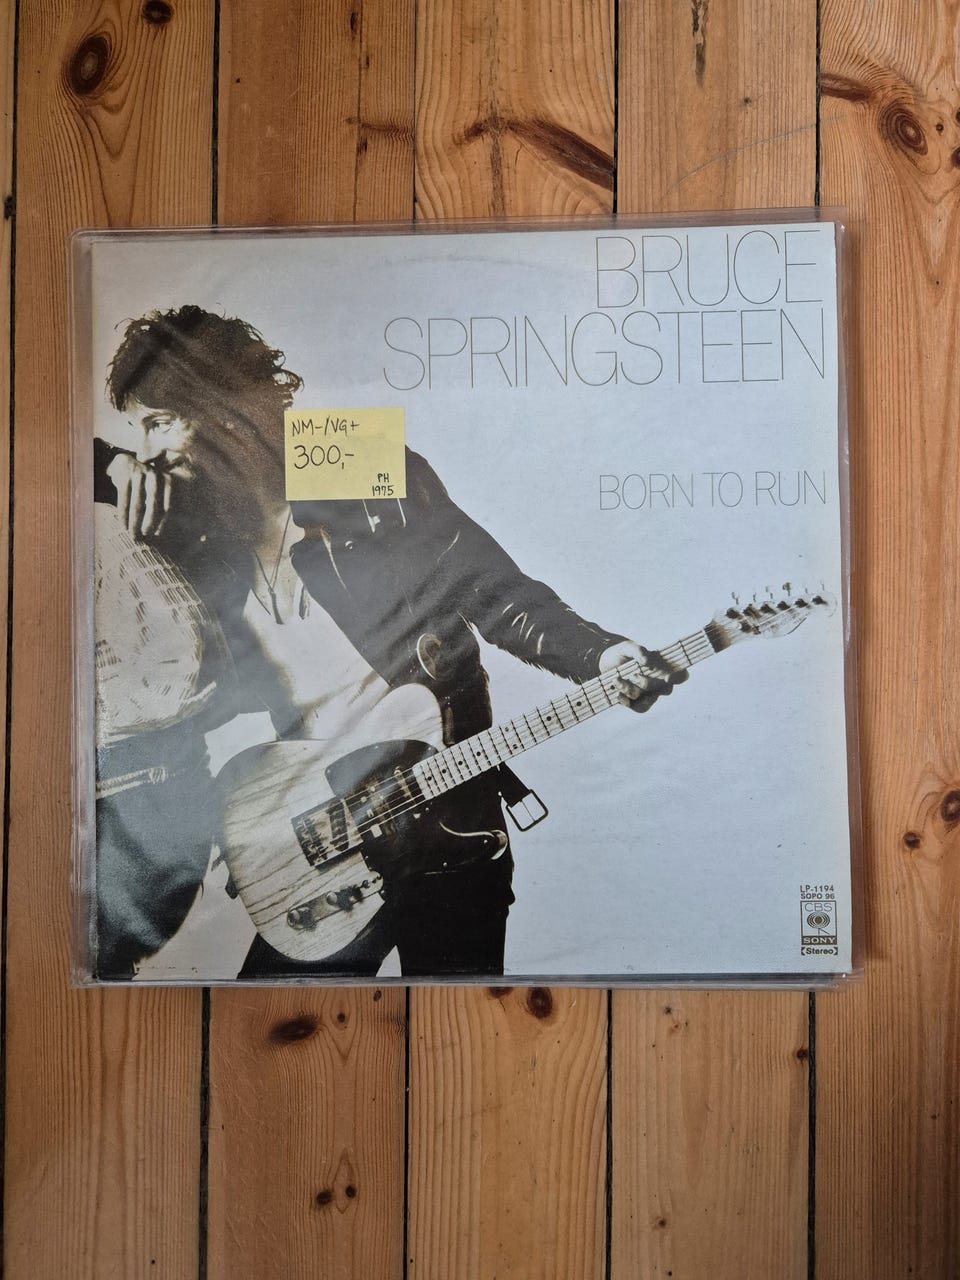 BRUCE
SPRINGSTEEN
NM-/VG+
300,-
PH
1975
BORN TO RUN
LP-1194
SOPO 96
CBS
SONY
【Stereo】